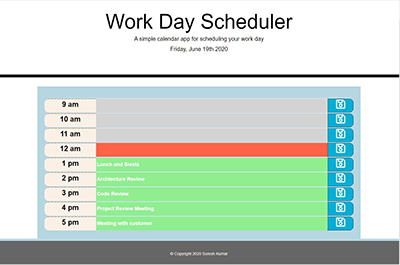 Work Day Scheduler
A simple calendar app for scheduling your work day
Friday, June 19th 2020
9 am
10 am
11 am
12 am
1 pm Lunch and Siesta
2 pm Architecture Review
3 pm Code Review
4 pm Project Review Meeting
5 pm Meeting with customer
© Copyright 2020 Suresh Kumar